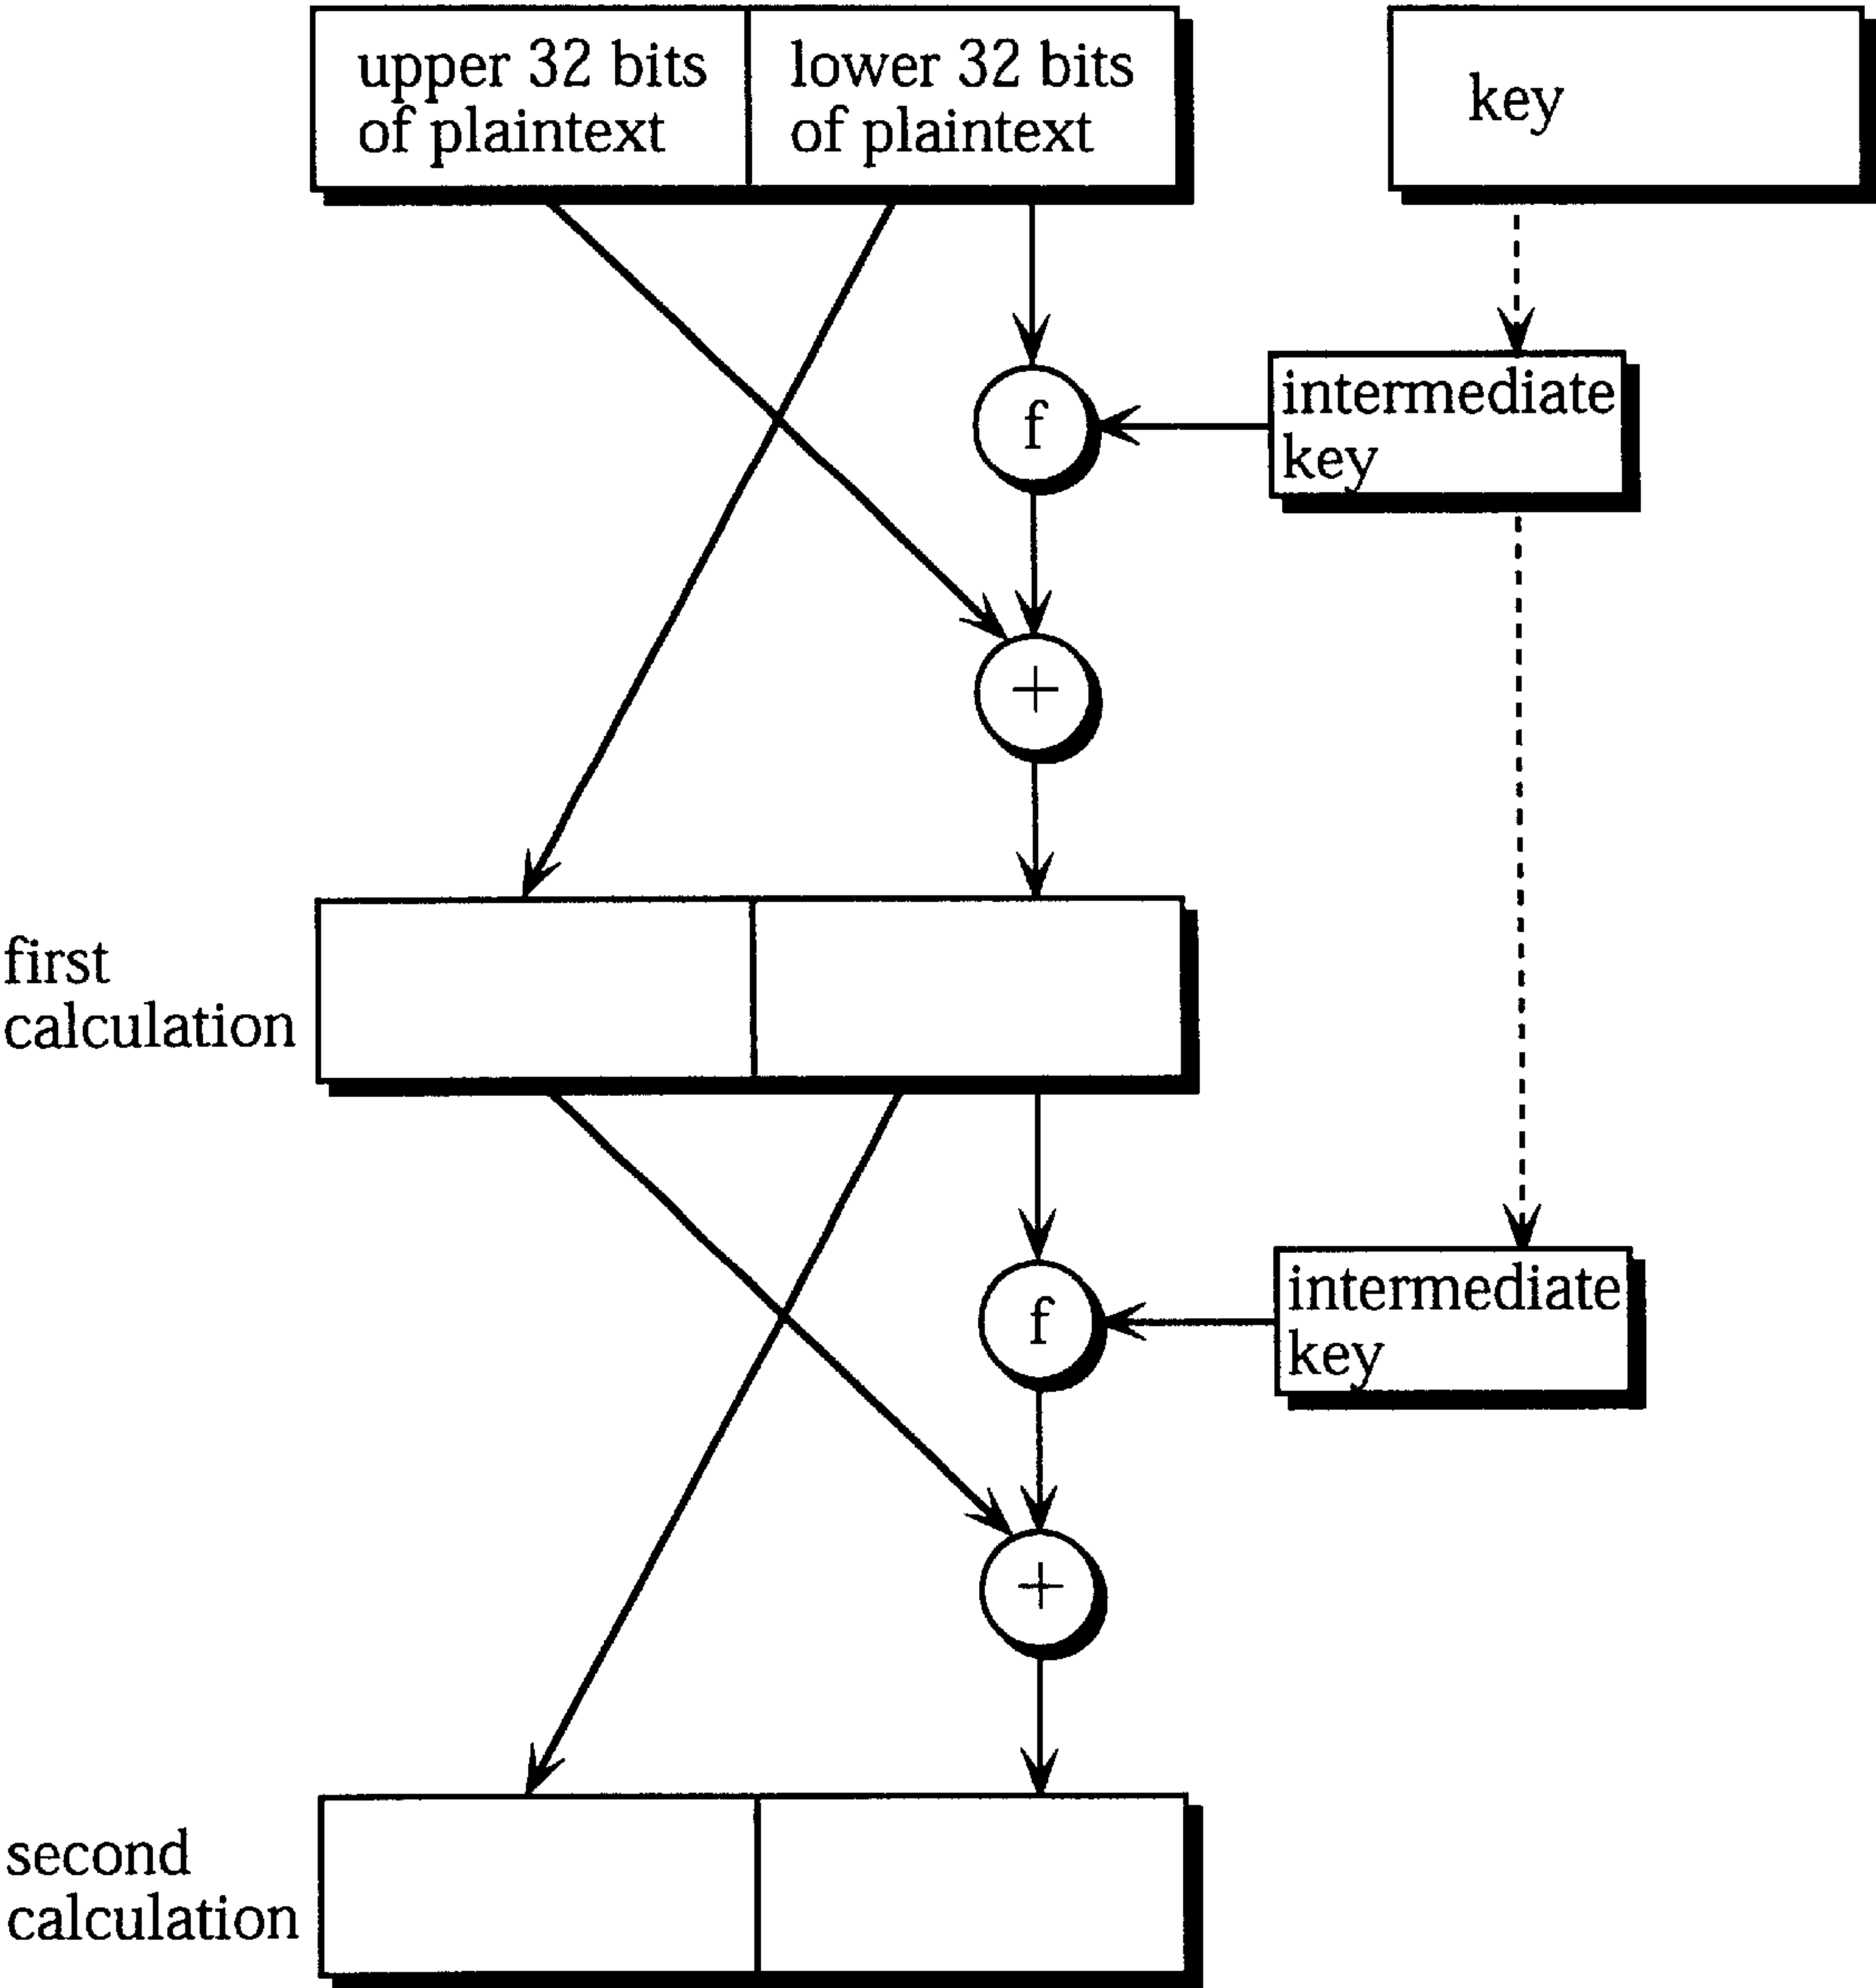 upper 32 bits
of plaintext
lower 32 bits
of plaintext
key
f
intermediate
key
+
first
calculation
f
intermediate
key
+
second
calculation